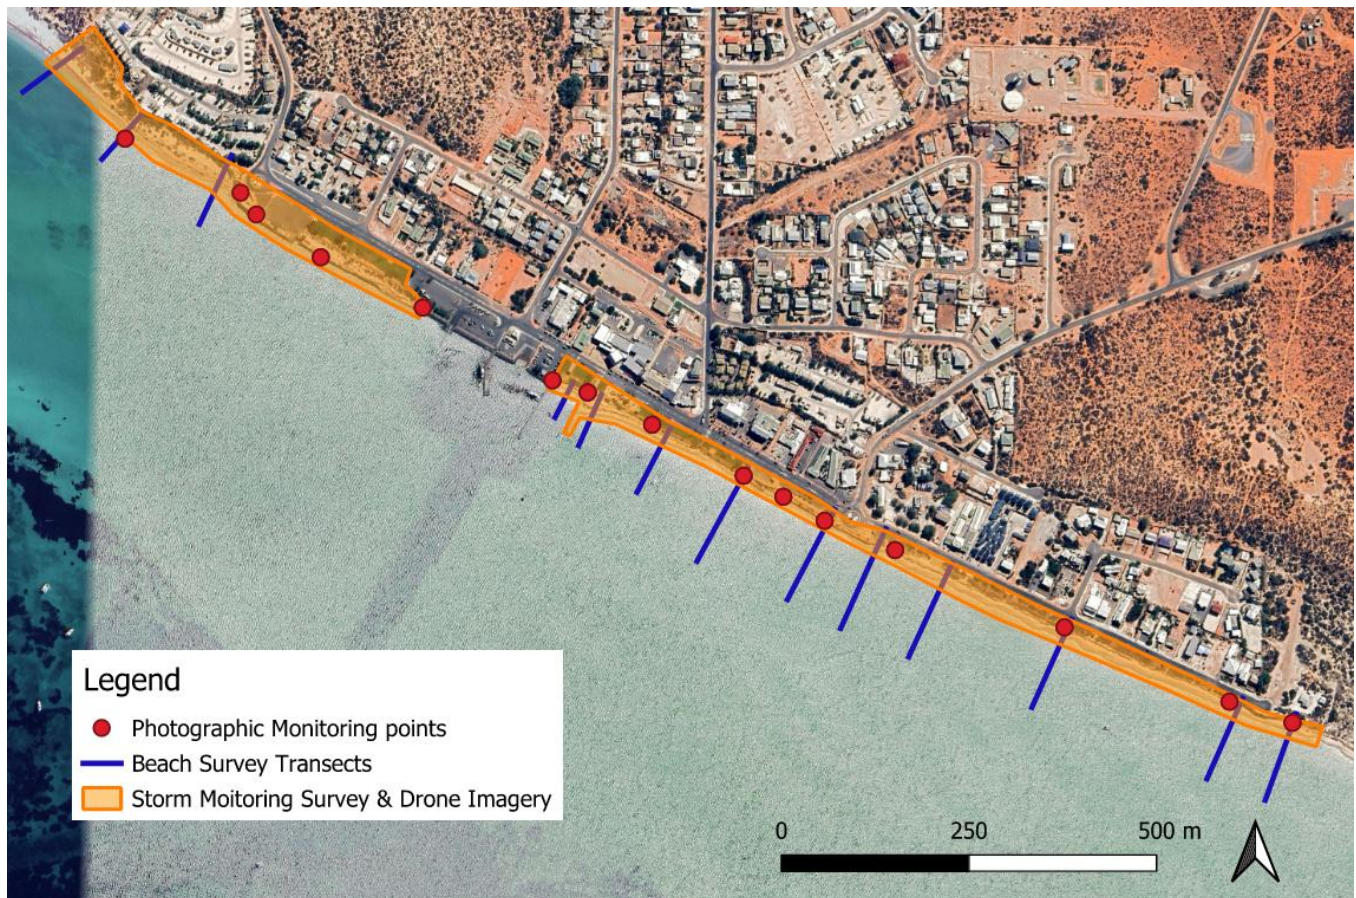 Legend
Photographic Monitoring points
Beach Survey Transects
Storm Moitoring Survey & Drone Imagery
0 250 500 m